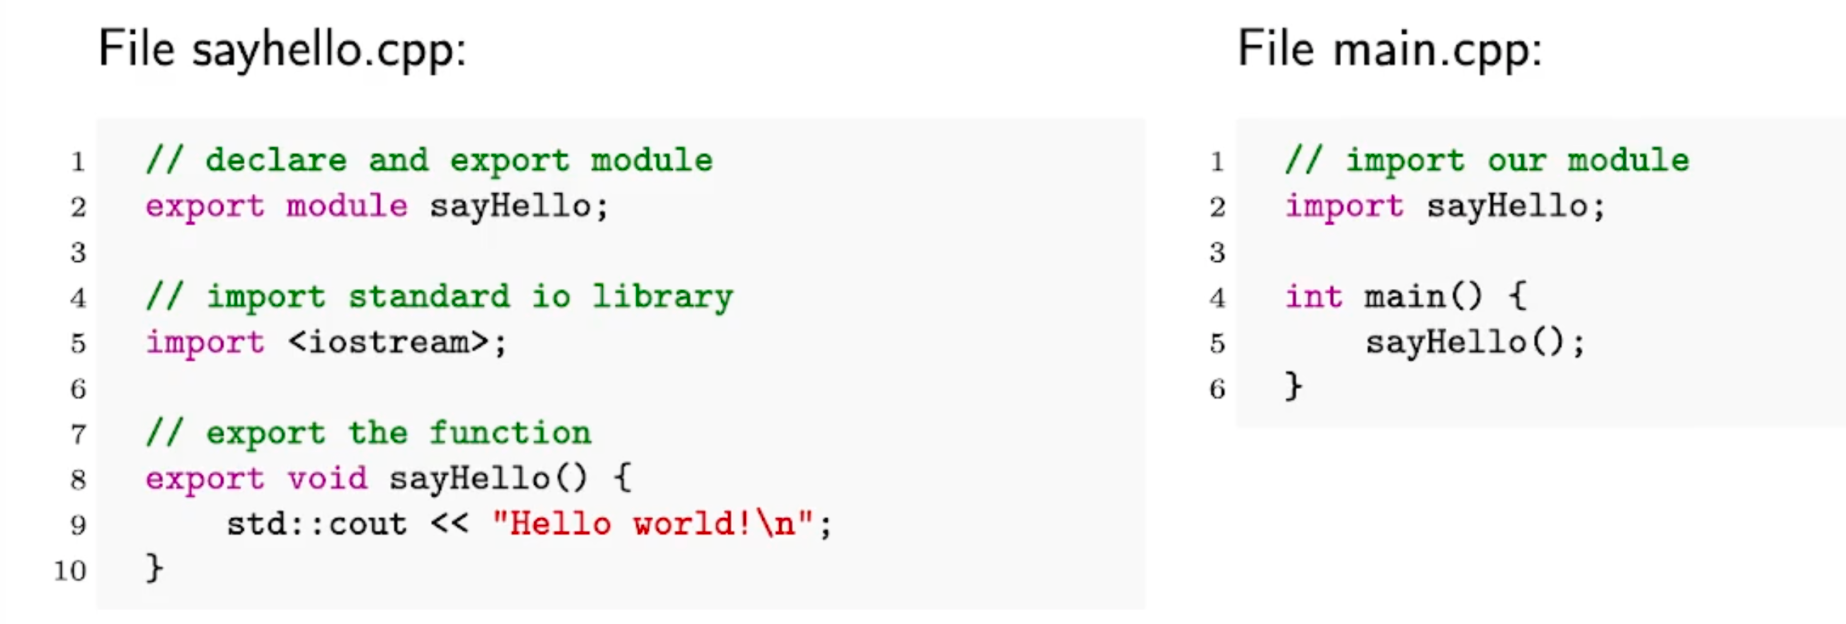 File sayhello.cpp:
1 // declare and export module
2 export module sayHello;
3
4 // import standard io library
5 import <iostream>;
6
7 // export the function
8 export void sayHello() {
9     std::cout << "Hello world!\n";
10 }
File main.cpp:
1 // import our module
2 import sayHello;
3
4 int main() {
5     sayHello();
6 }